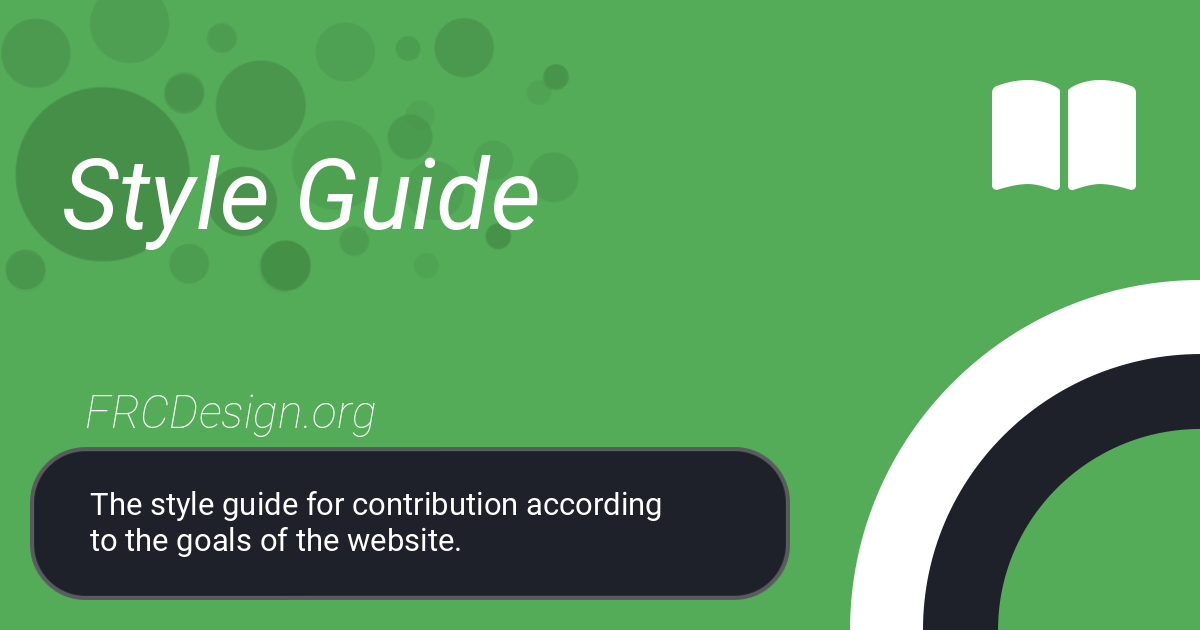 Style Guide
FRCDesign.org
The style guide for contribution according
to the goals of the website.